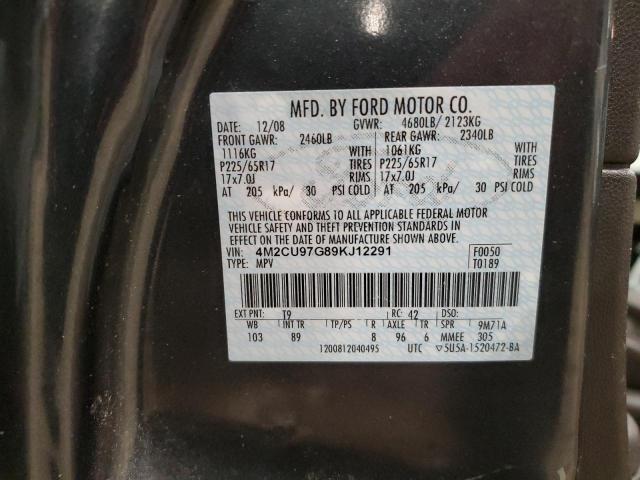 MFD. BY FORD MOTOR CO.
DATE: 12/08 GVWR: 4680LB/ 2123KG
FRONT GAWR: 2460LB REAR GAWR: 2340LB
1116KG WITH 1061KG WITH
P225/65R17 TIRES P225/65R17 TIRES
17x7.0J RIMS 17x7.0J RIMS
AT 205 kPa/ 30 PSI COLD AT 205 kPa/ 30 PSI COLD
THIS VEHICLE CONFORMS TO ALL APPLICABLE FEDERAL MOTOR
VEHICLE SAFETY AND THEFT PREVENTION STANDARDS IN
EFFECT ON THE DATE OF MANUFACTURE SHOWN ABOVE.
VIN: 4M2CU97G89KJ12291 F0050
TYPE: MPV T0189
EXT PNT: T9 RC: 42 DSO:
WB INT TR TP/PS R AXLE TR SPR 9M71A
103 89 8 96 6 MMEE 305
1200812040495 UTC 5U5A-1520472-BA